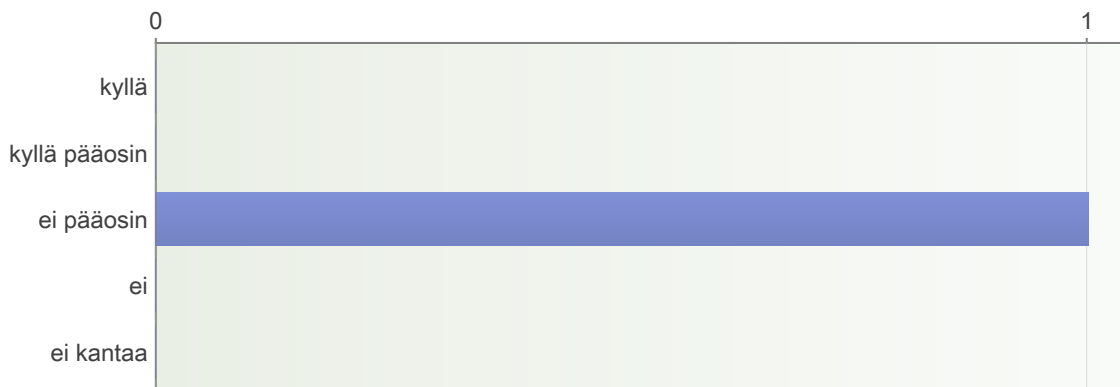 0 1
kyllä
kyllä pääosin
ei pääosin
ei
ei kantaa